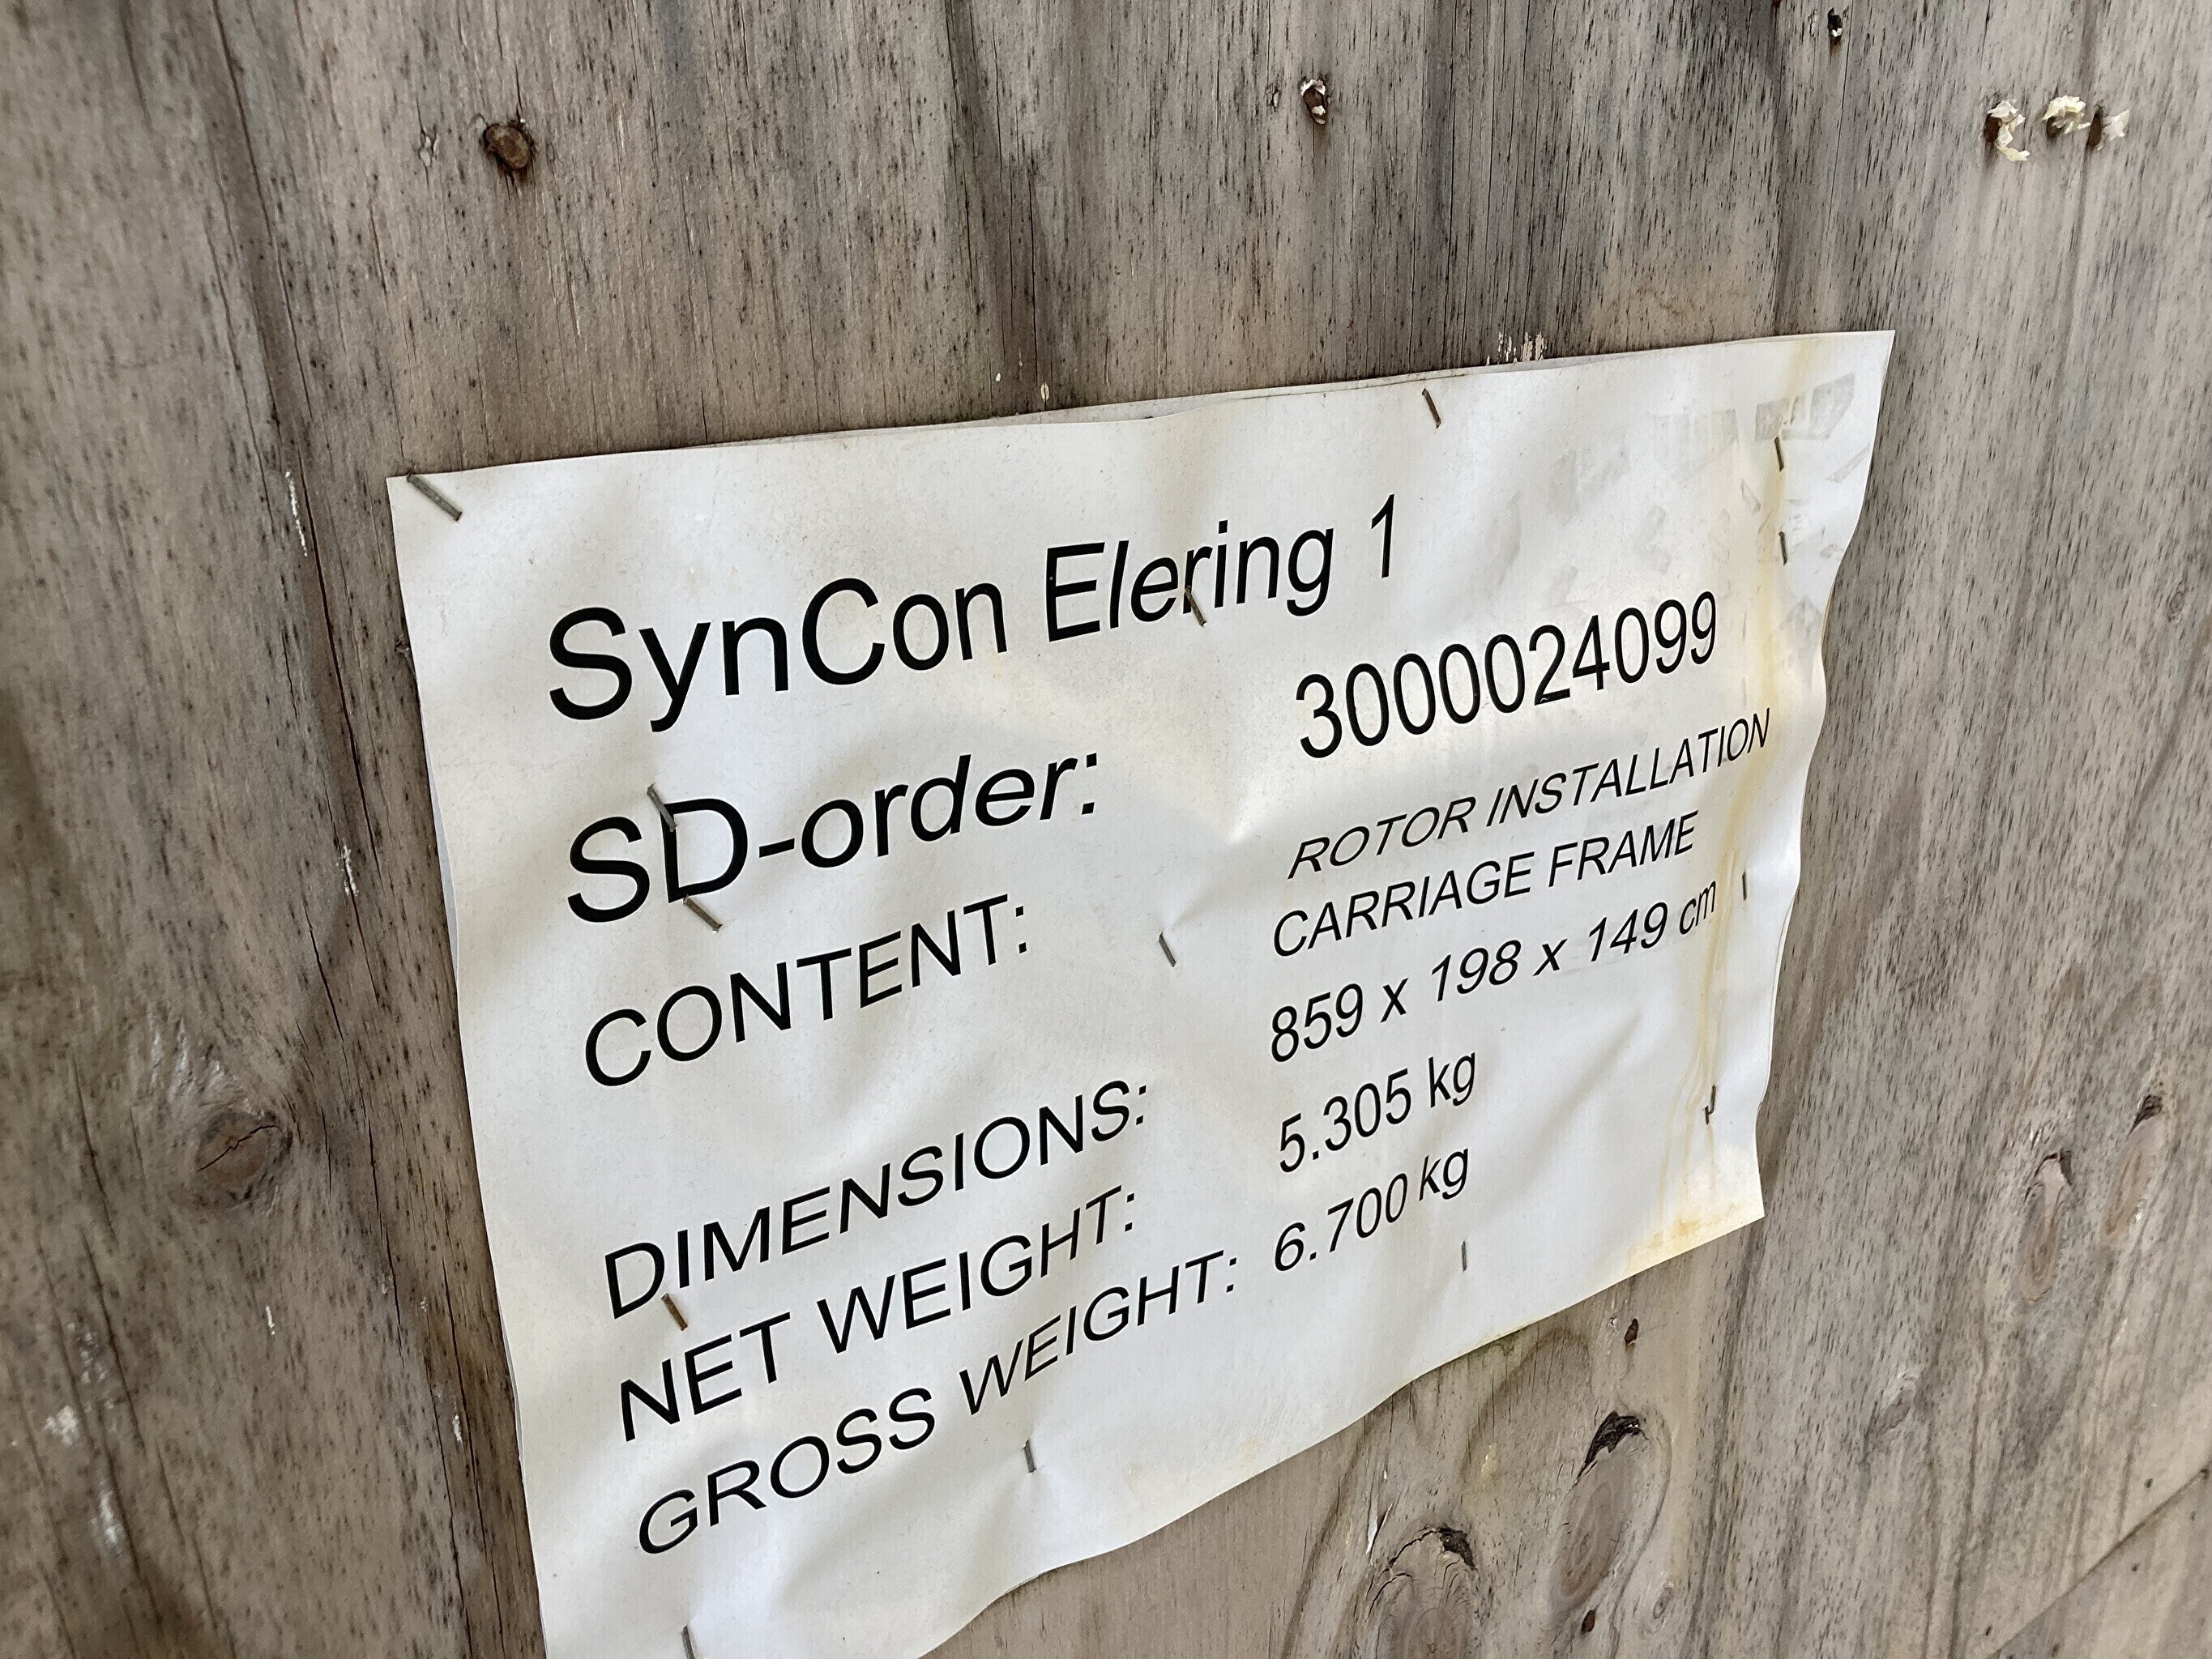 SynCon Elering 1
SD-order: 3000024099
CONTENT: ROTOR INSTALLATION
CARRIAGE FRAME
DIMENSIONS: 859 x 198 x 149 cm
NET WEIGHT: 5.305 kg
GROSS WEIGHT: 6.700 kg